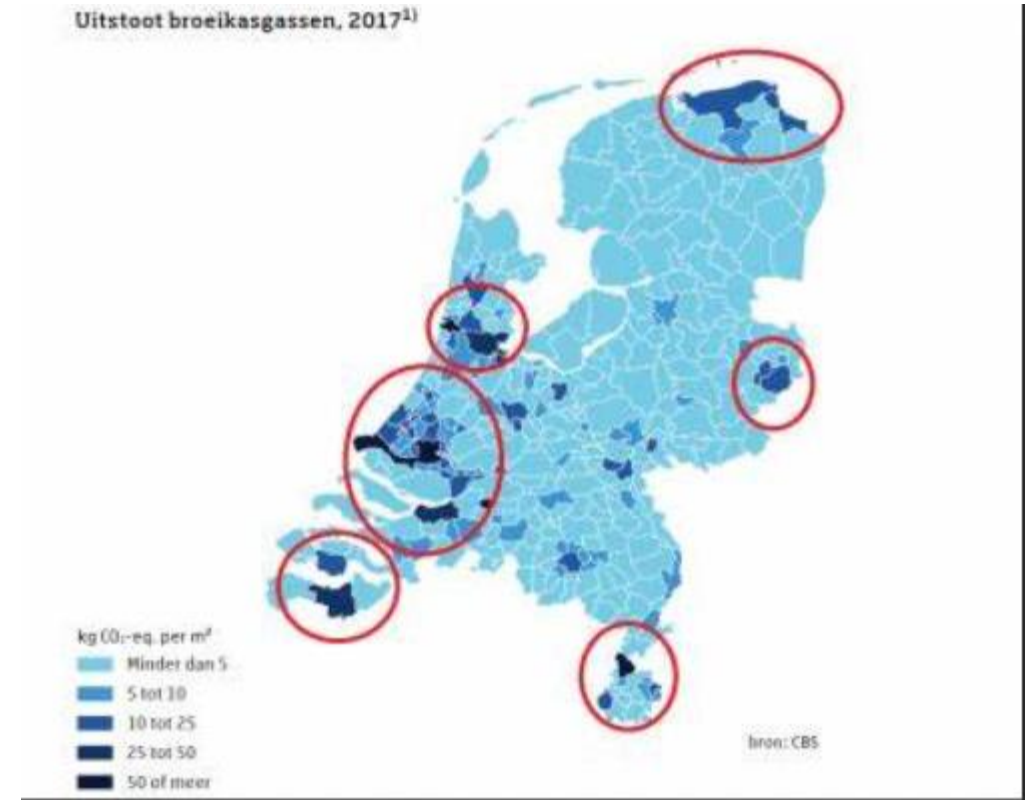 Uitstoot broeikasgassen, 2017¹⁾
kg CO₂-eq. per m²
Minder dan 5
5 tot 10
10 tot 25
25 tot 50
50 of meer
bron: CBS